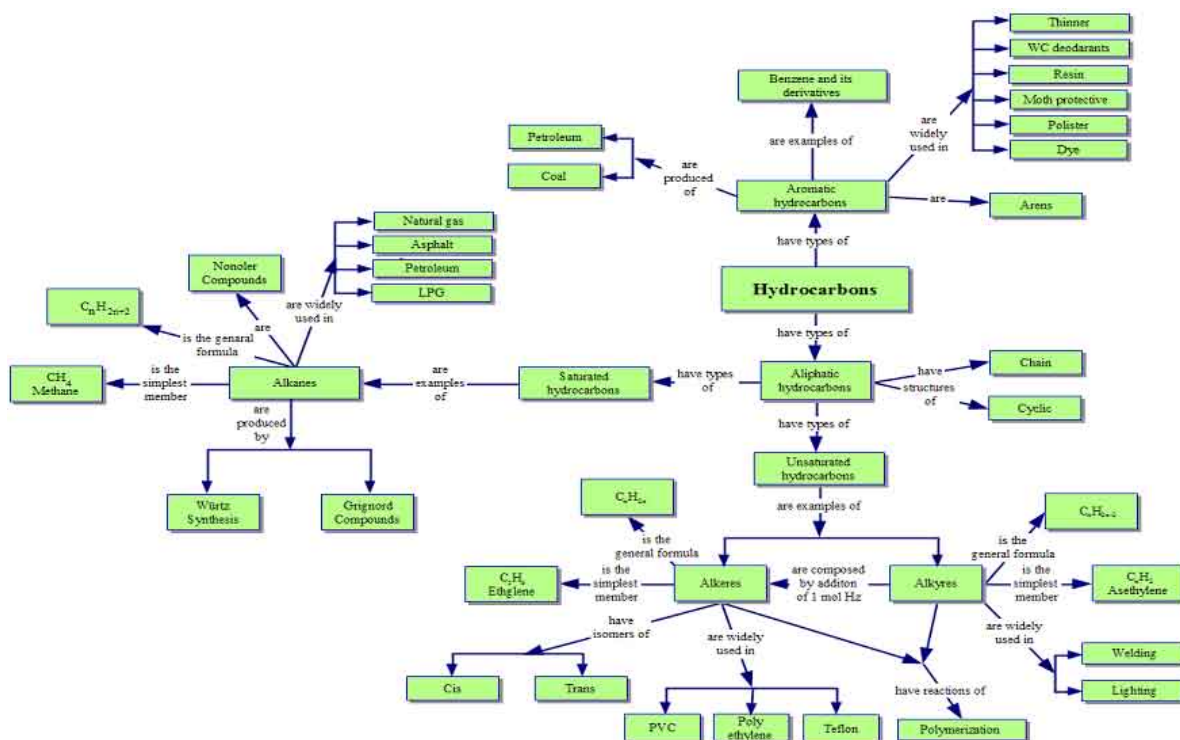 Thinner
WC deodarants
Resin
Moth protective
Polister
Dye
are
widely
used in
Benzene and its
derivatives
are examples of
Petroleum
Coal
are
produced
of
Aromatic
hydrocarbons
are
Arens
have types of
Hydrocarbons
have types of
Natural gas
Asphalt
Petroleum
LPG
are widely
used in
Nonoler
Compounds
are
CnH2n+2
is the genaral
formula
CH4
Methane
is the
simplest
member
Alkanes
are
examples
of
Saturated
hydrocarbons
have types
of
Aliphatic
hydrocarbons
have
structures
of
Chain
Cyclic
are
produced
by
Würtz
Synthesis
Grignord
Compounds
have types of
Unsaturated
hydrocarbons
are examples of
is the
general formula
is the
general formula
Ethglene
is the
simplest
member
Alkeres
are composed
by additon
of 1 mol Hz
Alkyres
is the
simplest
member
Asethylene
have
isomers of
Cis
Trans
are widely
used in
PVC
Poly
ethylene
Teflon
have reactions of
Polymerization
are widely
used in
Welding
Lighting